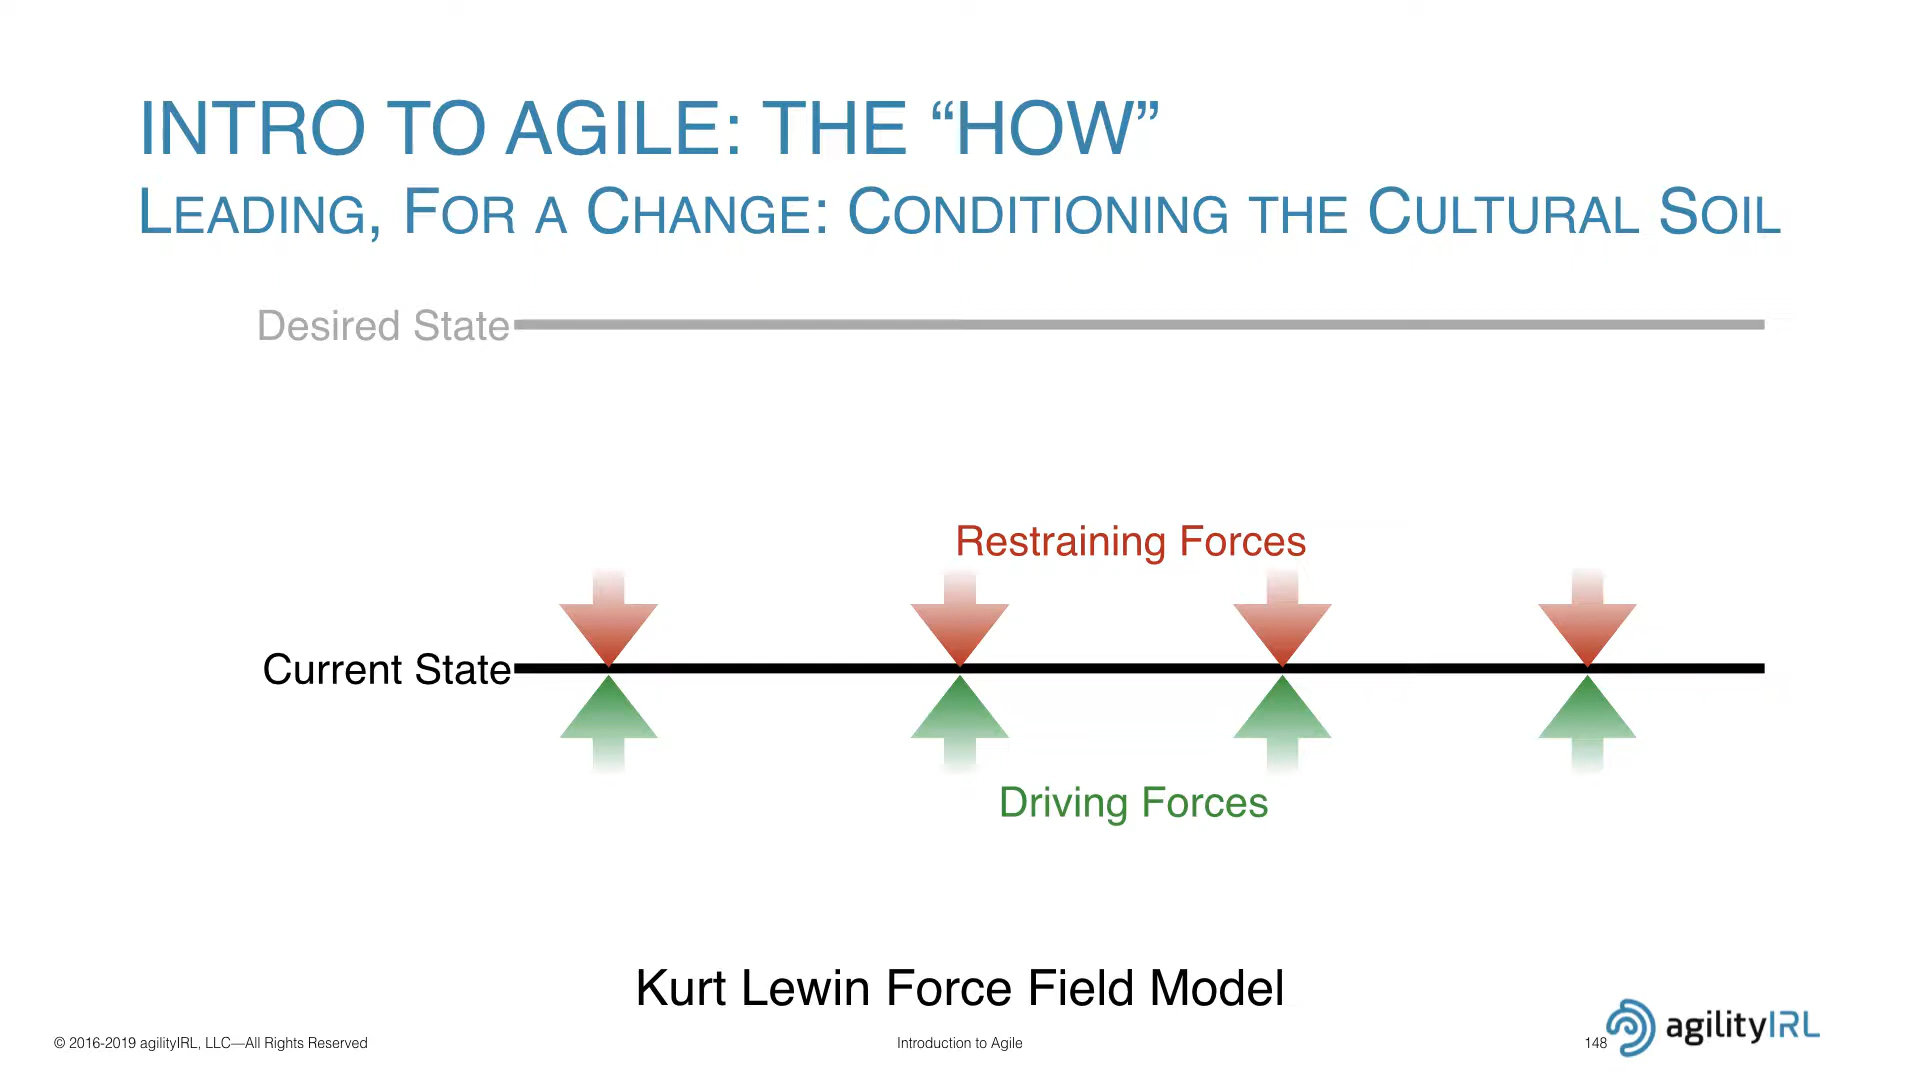 INTRO TO AGILE: THE “HOW”
LEADING, FOR A CHANGE: CONDITIONING THE CULTURAL SOIL
Desired State
Restraining Forces
Current State
Driving Forces
Kurt Lewin Force Field Model
© 2016-2019 agilityIRL, LLC—All Rights Reserved
Introduction to Agile
148
agilityIRL